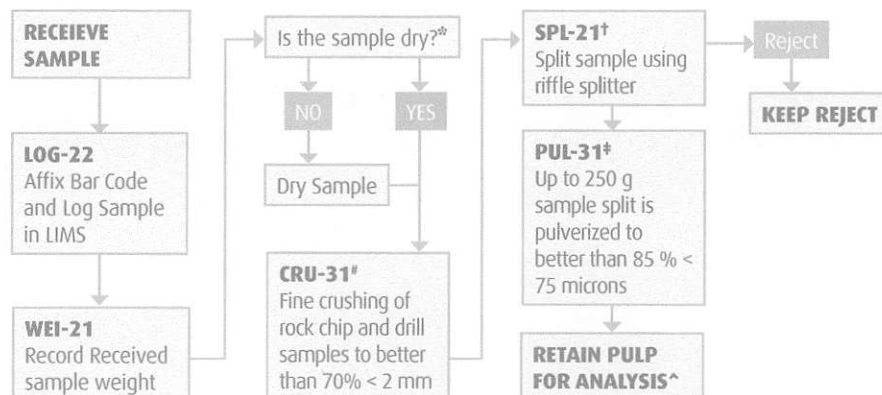 RECEIEVE
SAMPLE
LOG-22
Affix Bar Code
and Log Sample
in LIMS
WEI-21
Record Received
sample weight
Is the sample dry?*
NO
YES
Dry Sample
CRU-31#
Fine crushing of
rock chip and drill
samples to better
than 70% < 2 mm
SPL-21†
Split sample using
riffle splitter
Reject
KEEP REJECT
PUL-31‡
Up to 250 g
sample split is
pulverized to
better than 85 % <
75 microns
RETAIN PULP
FOR ANALYSIS^